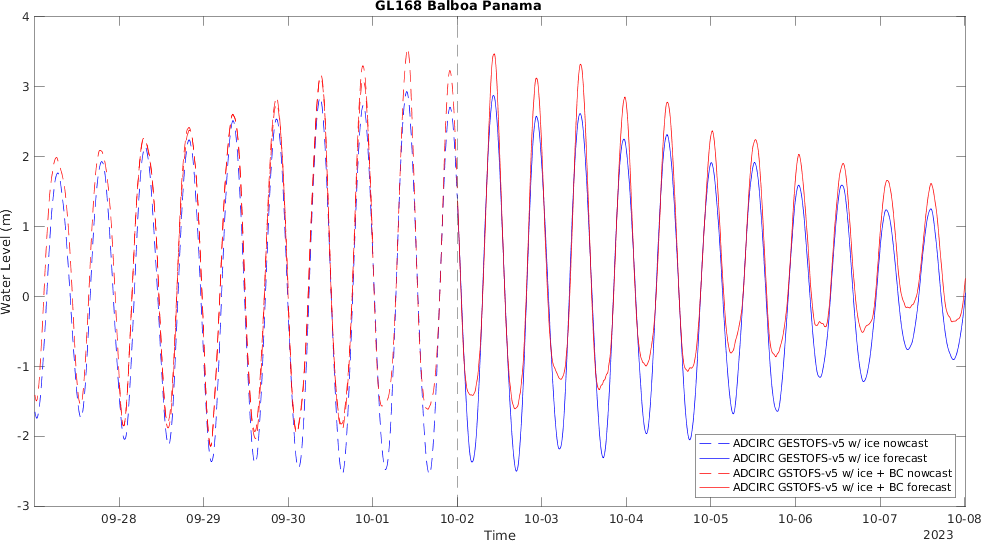 GL168 Balboa Panama
4
3
2
1
0
-1
-2
-3
Water Level (m)
ADCIRC GESTOFS-v5 w/ ice nowcast
ADCIRC GESTOFS-v5 w/ ice forecast
ADCIRC GSTOFS-v5 w/ ice + BC nowcast
ADCIRC GSTOFS-v5 w/ ice + BC forecast
09-28 09-29 09-30 10-01 10-02 10-03 10-04 10-05 10-06 10-07 10-08
Time
2023